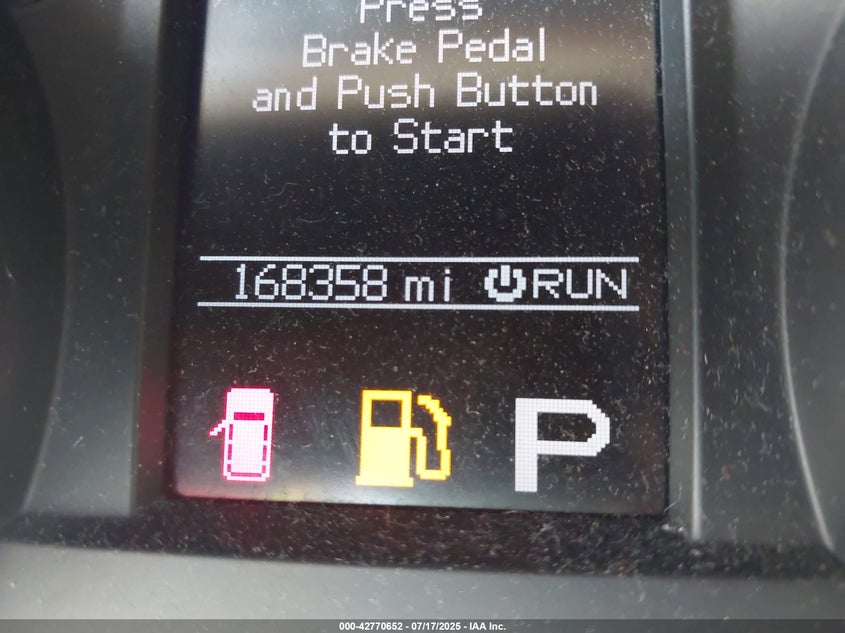 Press
Brake Pedal
and Push Button
to Start
168358 mi RUN
P
000-42770652 - 07/17/2025 - IAA Inc.